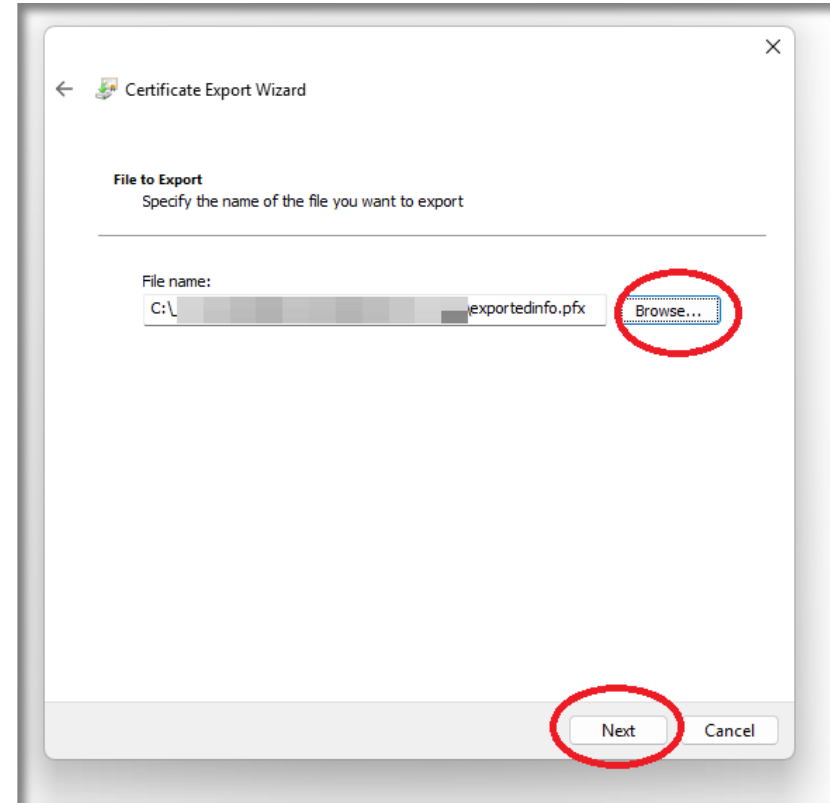 Certificate Export Wizard
File to Export
Specify the name of the file you want to export
File name:
C:\ \exportedinfo.pfx Browse...
Next Cancel